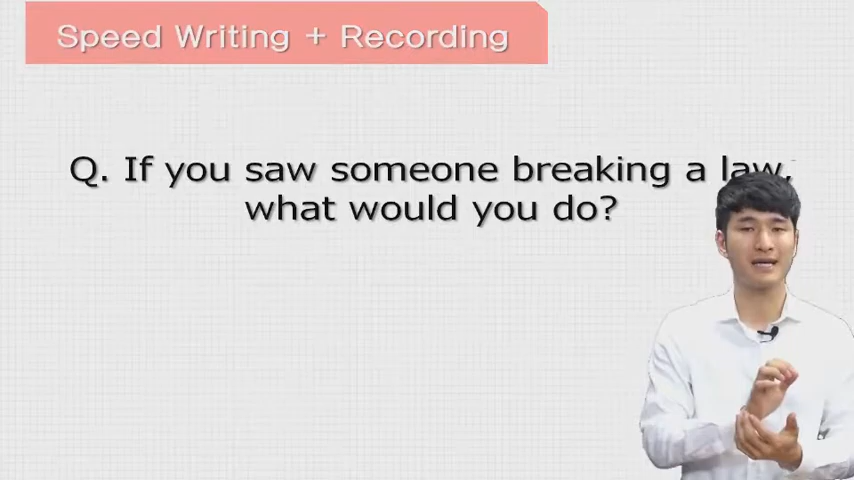 Speed Writing + Recording
Q. If you saw someone breaking a law,
what would you do?